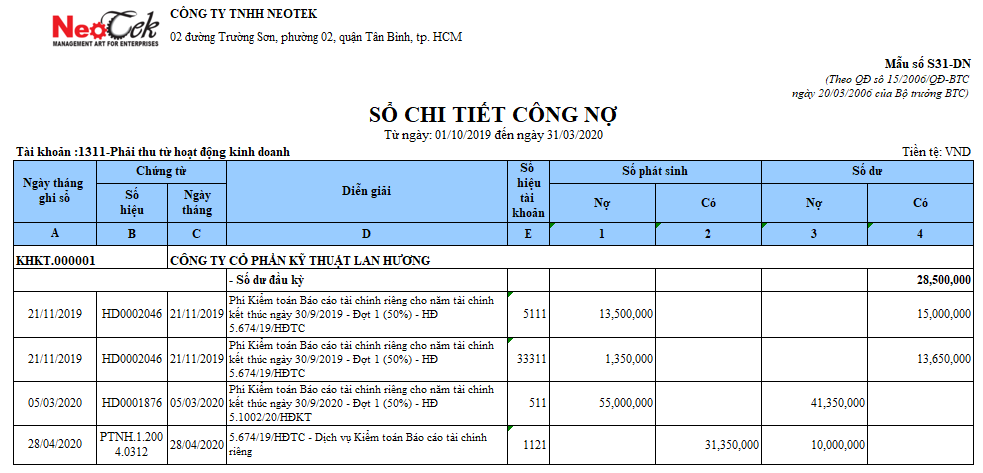 NeoTek
MANAGEMENT ART FOR ENTERPRISES
CÔNG TY TNHH NEOTEK
02 đường Trường Sơn, phường 02, quận Tân Bình, tp. HCM
Mẫu số S31-DN
(Theo QĐ số 15/2006/QĐ-BTC
ngày 20/03/2006 của Bộ trưởng BTC)
SỔ CHI TIẾT CÔNG NỢ
Từ ngày: 01/10/2019 đến ngày 31/03/2020
Tài khoản :1311-Phải thu từ hoạt động kinh doanh Tiền tệ: VND
Ngày tháng ghi sổ Chứng từ Diễn giải Số hiệu tài khoản Số phát sinh Số dư
Số hiệu Ngày tháng Nợ Có Nợ Có
A B C D E 1 2 3 4
KHKT.000001 CÔNG TY CỔ PHẦN KỸ THUẬT LAN HƯƠNG
- Số dư đầu kỳ 28,500,000
Phí Kiểm toán Báo cáo tài chính riêng cho năm tài chính
21/11/2019 HD0002046 21/11/2019 kết thúc ngày 30/9/2019 - Đợt 1 (50%) - HĐ 5111 13,500,000 15,000,000
5.674/19/HĐTC
Phí Kiểm toán Báo cáo tài chính riêng cho năm tài chính
21/11/2019 HD0002046 21/11/2019 kết thúc ngày 30/9/2019 - Đợt 1 (50%) - HĐ 33311 1,350,000 13,650,000
5.674/19/HĐTC
Phí Kiểm toán Báo cáo tài chính riêng cho năm tài chính
05/03/2020 HD0001876 05/03/2020 kết thúc ngày 30/9/2020 - Đợt 1 (50%) - HĐ 511 55,000,000 41,350,000
5.1002/20/HĐKT
28/04/2020 PTNH.1.200 4.0312 28/04/2020 5.674/19/HĐTC - Dịch vụ Kiểm toán Báo cáo tài chính riêng 1121 31,350,000 10,000,000